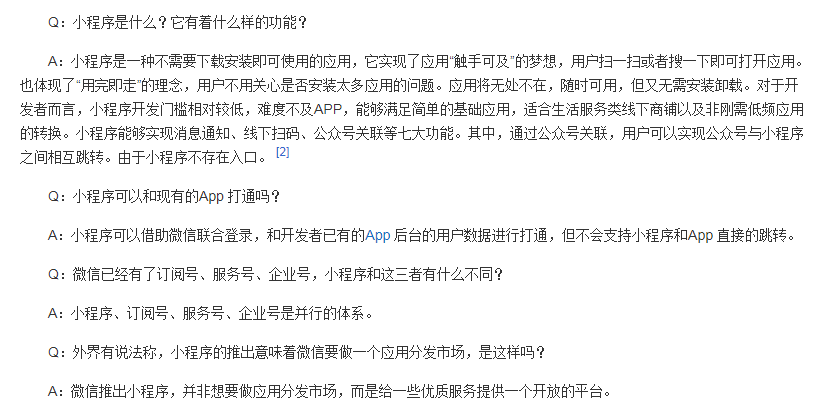 Q：小程序是什么？它有着什么样的功能？
A：小程序是一种不需要下载安装即可使用的应用，它实现了应用“触手可及”的梦想，用户扫一扫或者搜一下即可打开应用。
也体现了“用完即走”的理念，用户不用关心是否安装太多应用的问题。应用将无处不在，随时可用，但又无需安装卸载。对于开
发者而言，小程序开发门槛相对较低，难度不及APP，能够满足简单的基础应用，适合生活服务类线下商铺以及非刚需低频应用
的转换。小程序能够实现消息通知、线下扫码、公众号关联等七大功能。其中，通过公众号关联，用户可以实现公众号与小程序
之间相互跳转。由于小程序不存在入口。 [2]
Q：小程序可以和现有的App 打通吗？
A：小程序可以借助微信联合登录，和开发者已有的App 后台的用户数据进行打通，但不会支持小程序和App 直接的跳转。
Q：微信已经有了订阅号、服务号、企业号，小程序和这三者有什么不同？
A：小程序、订阅号、服务号、企业号是并行的体系。
Q：外界有说法称，小程序的推出意味着微信要做一个应用分发市场，是这样吗？
A：微信推出小程序，并非想要做应用分发市场，而是给一些优质服务提供一个开放的平台。